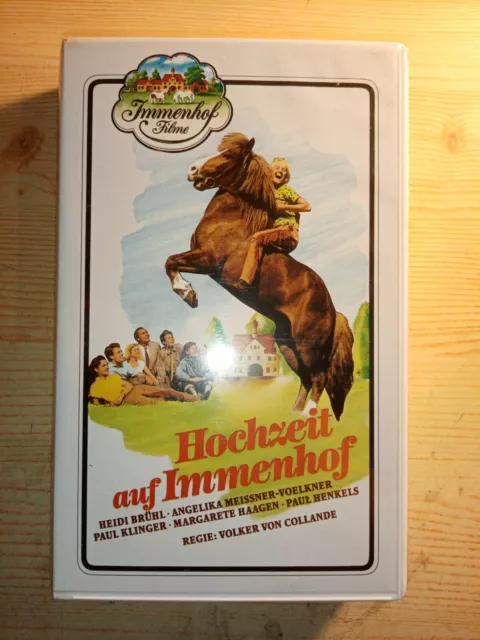 Immenhof
Filme
Hochzeit
auf Immenhof
HEIDI BRÜHL · ANGELIKA MEISSNER-VOELKNER
PAUL KLINGER · MARGARETE HAAGEN · PAUL HENKELS
REGIE: VOLKER VON COLLANDE